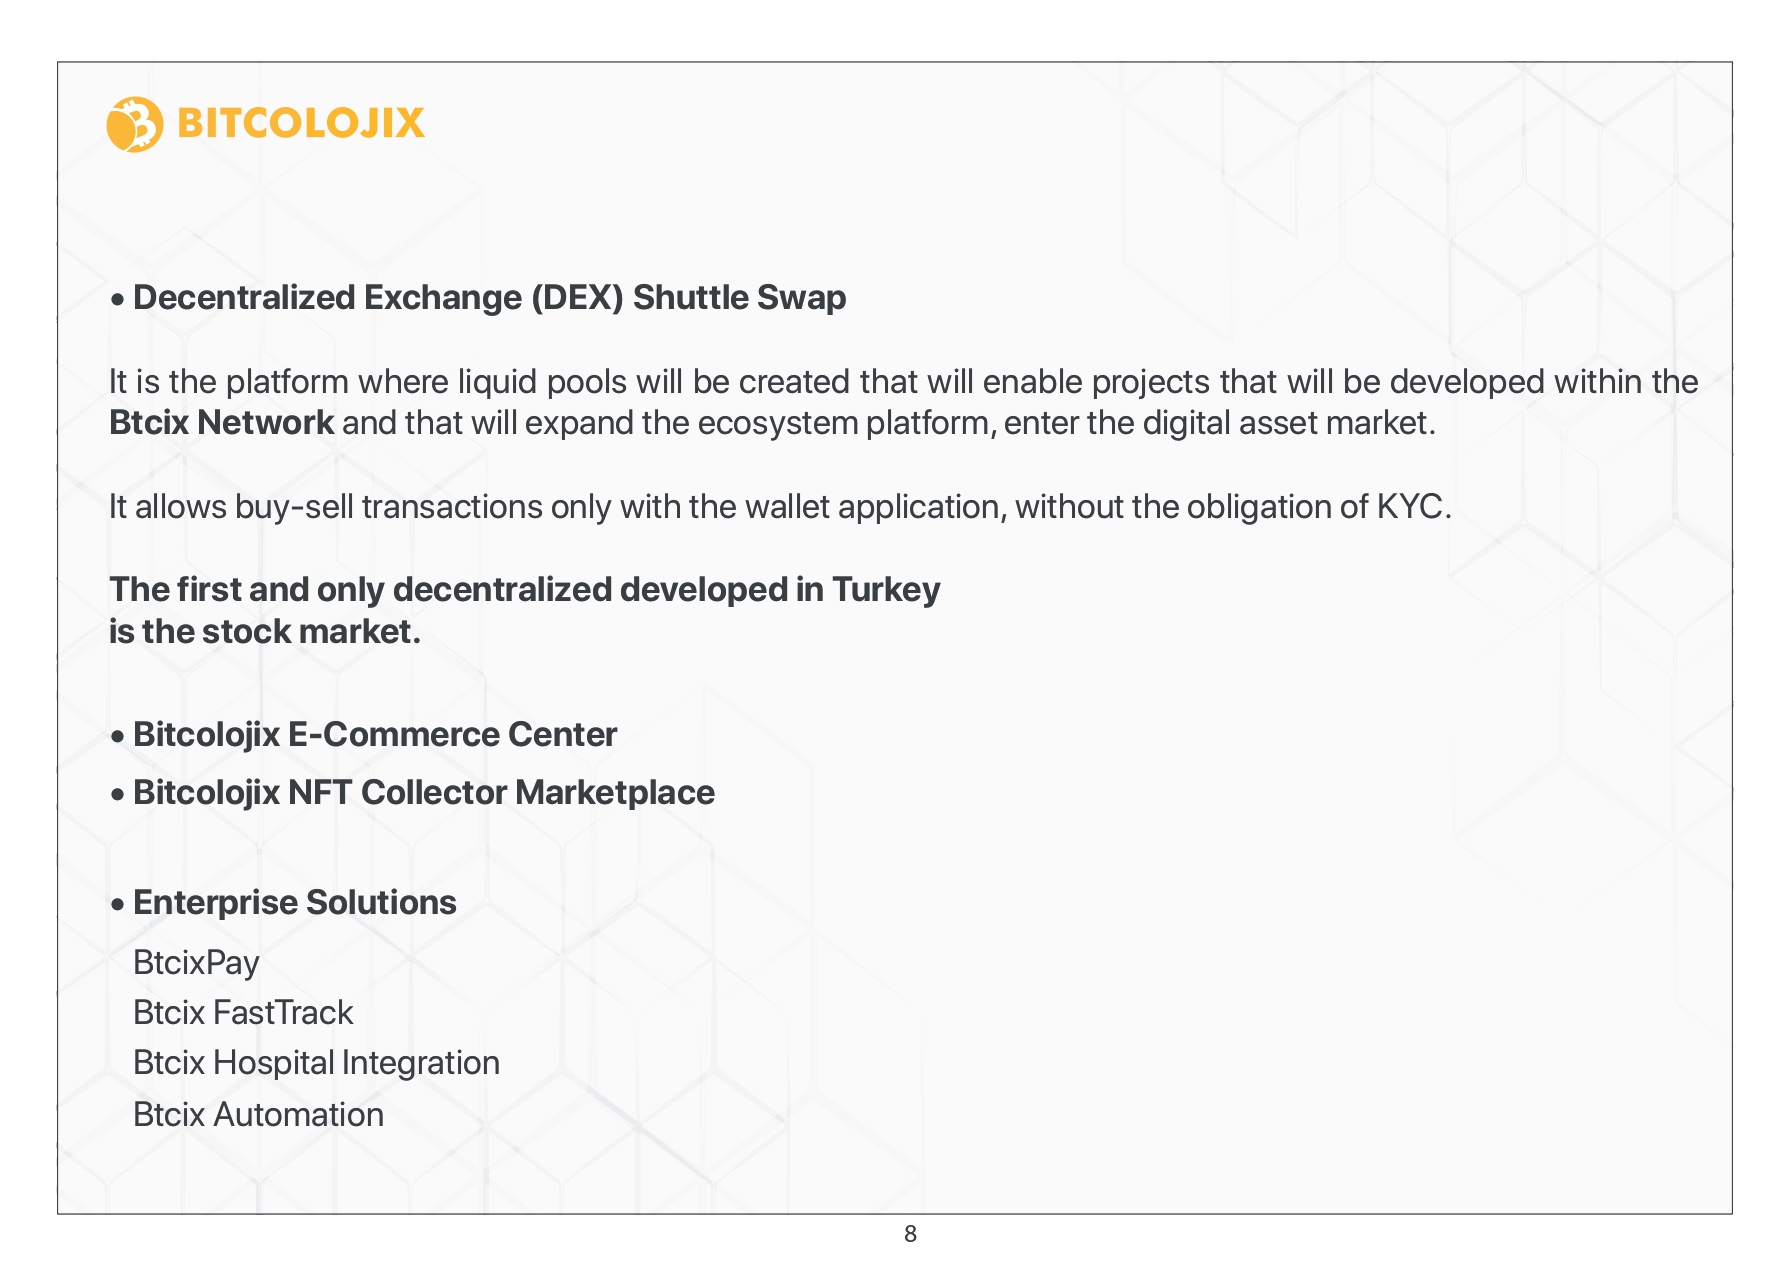 BITCOLOJIX
• Decentralized Exchange (DEX) Shuttle Swap
It is the platform where liquid pools will be created that will enable projects that will be developed within the
Btcix Network and that will expand the ecosystem platform, enter the digital asset market.
It allows buy-sell transactions only with the wallet application, without the obligation of KYC.
The first and only decentralized developed in Turkey
is the stock market.
• Bitcolojix E-Commerce Center
• Bitcolojix NFT Collector Marketplace
• Enterprise Solutions
BtcixPay
Btcix FastTrack
Btcix Hospital Integration
Btcix Automation
8